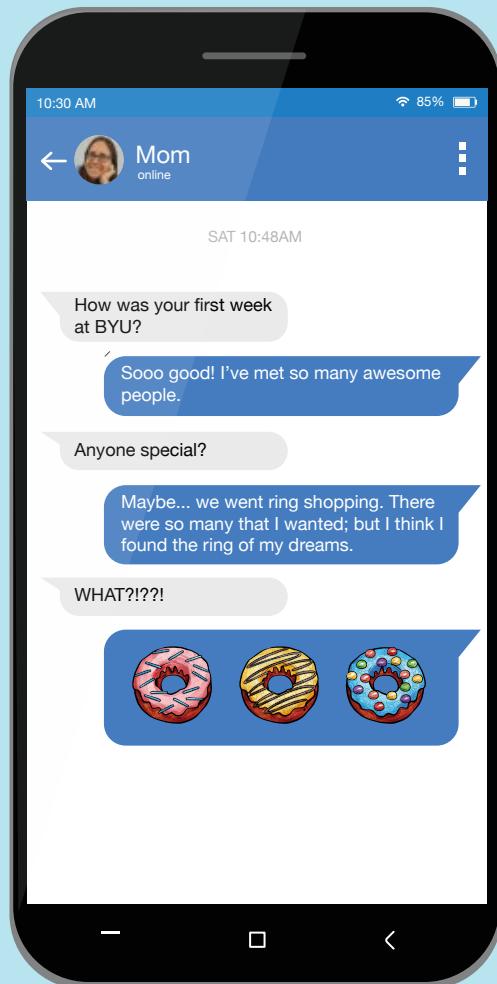 10:30 AM 85%
Mom
online
SAT 10:48AM
How was your first week
at BYU?
Sooo good! I've met so many awesome
people.
Anyone special?
Maybe... we went ring shopping. There
were so many that I wanted; but I think I
found the ring of my dreams.
WHAT?!??!